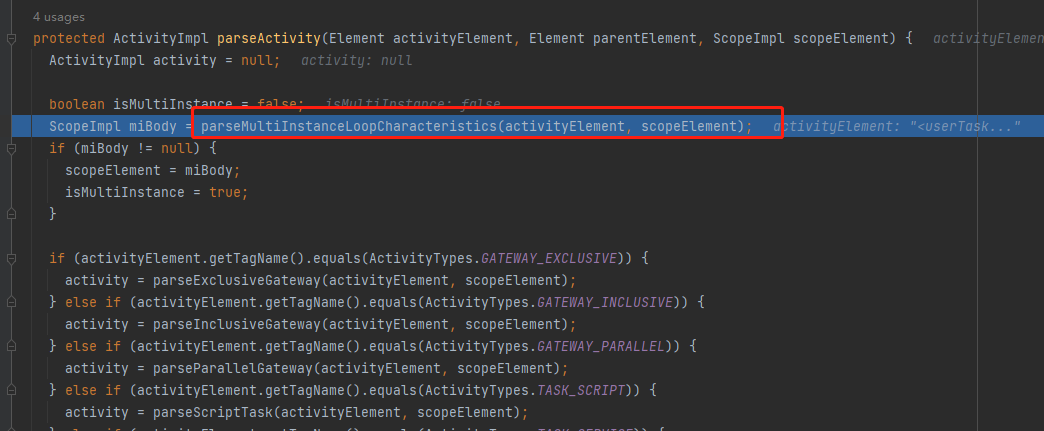 4 usages
protected ActivityImpl parseActivity(Element activityElement, Element parentElement, ScopeImpl scopeElement) { activityElemen
ActivityImpl activity = null; activity: null
boolean isMultiInstance = false; isMultiInstance: false
ScopeImpl miBody = parseMultiInstanceLoopCharacteristics(activityElement, scopeElement); activityElement: "<userTask..."
if (miBody != null) {
scopeElement = miBody;
isMultiInstance = true;
}
if (activityElement.getTagName().equals(ActivityTypes.GATEWAY_EXCLUSIVE)) {
activity = parseExclusiveGateway(activityElement, scopeElement);
} else if (activityElement.getTagName().equals(ActivityTypes.GATEWAY_INCLUSIVE)) {
activity = parseInclusiveGateway(activityElement, scopeElement);
} else if (activityElement.getTagName().equals(ActivityTypes.GATEWAY_PARALLEL)) {
activity = parseParallelGateway(activityElement, scopeElement);
} else if (activityElement.getTagName().equals(ActivityTypes.TASK_SCRIPT)) {
activity = parseScriptTask(activityElement, scopeElement);